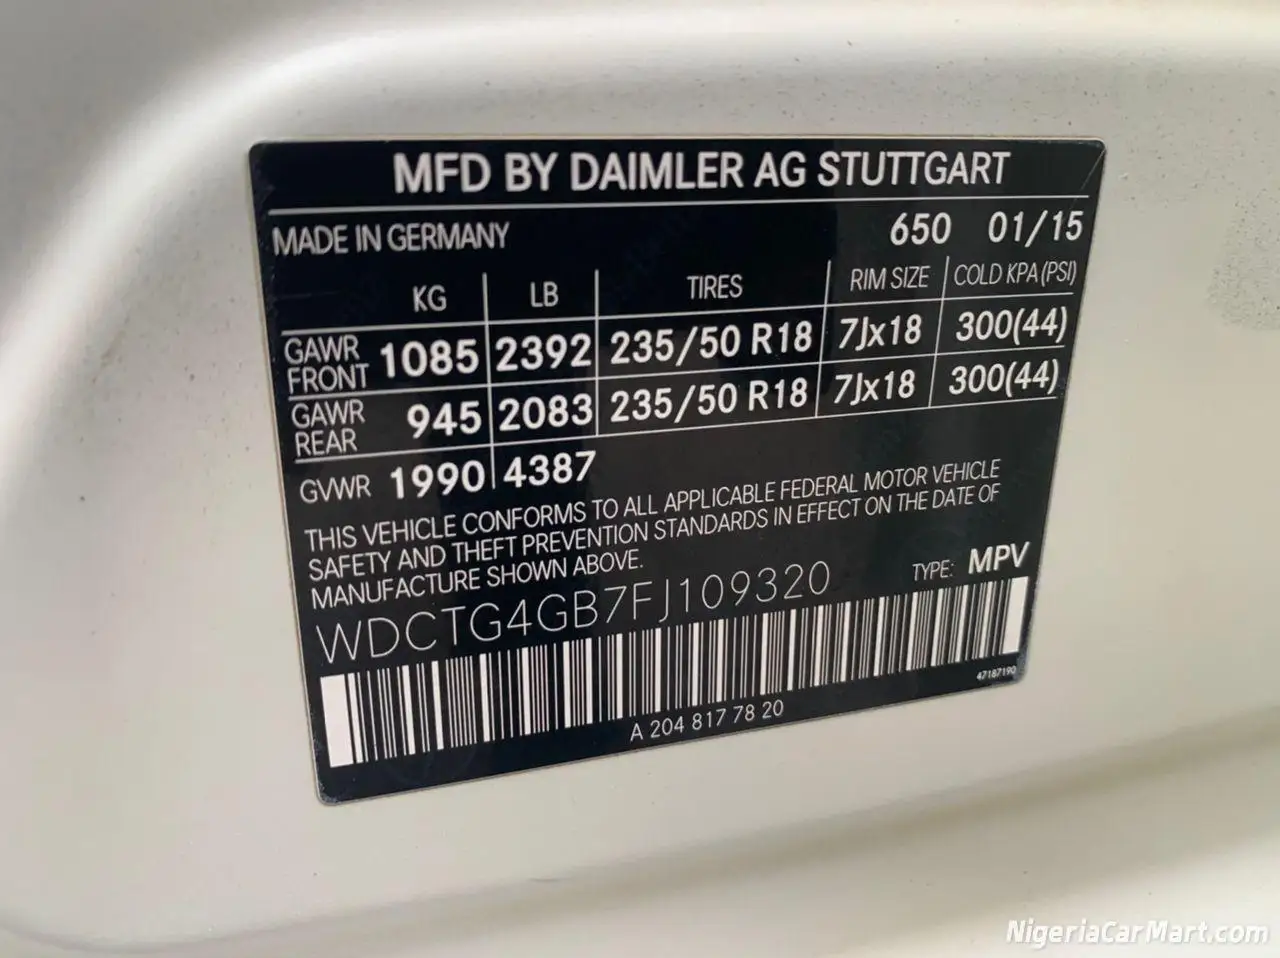 MFD BY DAIMLER AG STUTTGART
MADE IN GERMANY 650 01/15
KG LB TIRES RIM SIZE COLD KPA (PSI)
GAWR FRONT 1085 2392 235/50 R18 7Jx18 300(44)
GAWR REAR 945 2083 235/50 R18 7Jx18 300(44)
GVWR 1990 4387
THIS VEHICLE CONFORMS TO ALL APPLICABLE FEDERAL MOTOR VEHICLE
SAFETY AND THEFT PREVENTION STANDARDS IN EFFECT ON THE DATE OF
MANUFACTURE SHOWN ABOVE.
WDCTG4GB7FJ109320 TYPE: MPV
47187190
A 204 817 78 20
NigeriaCarMart.com